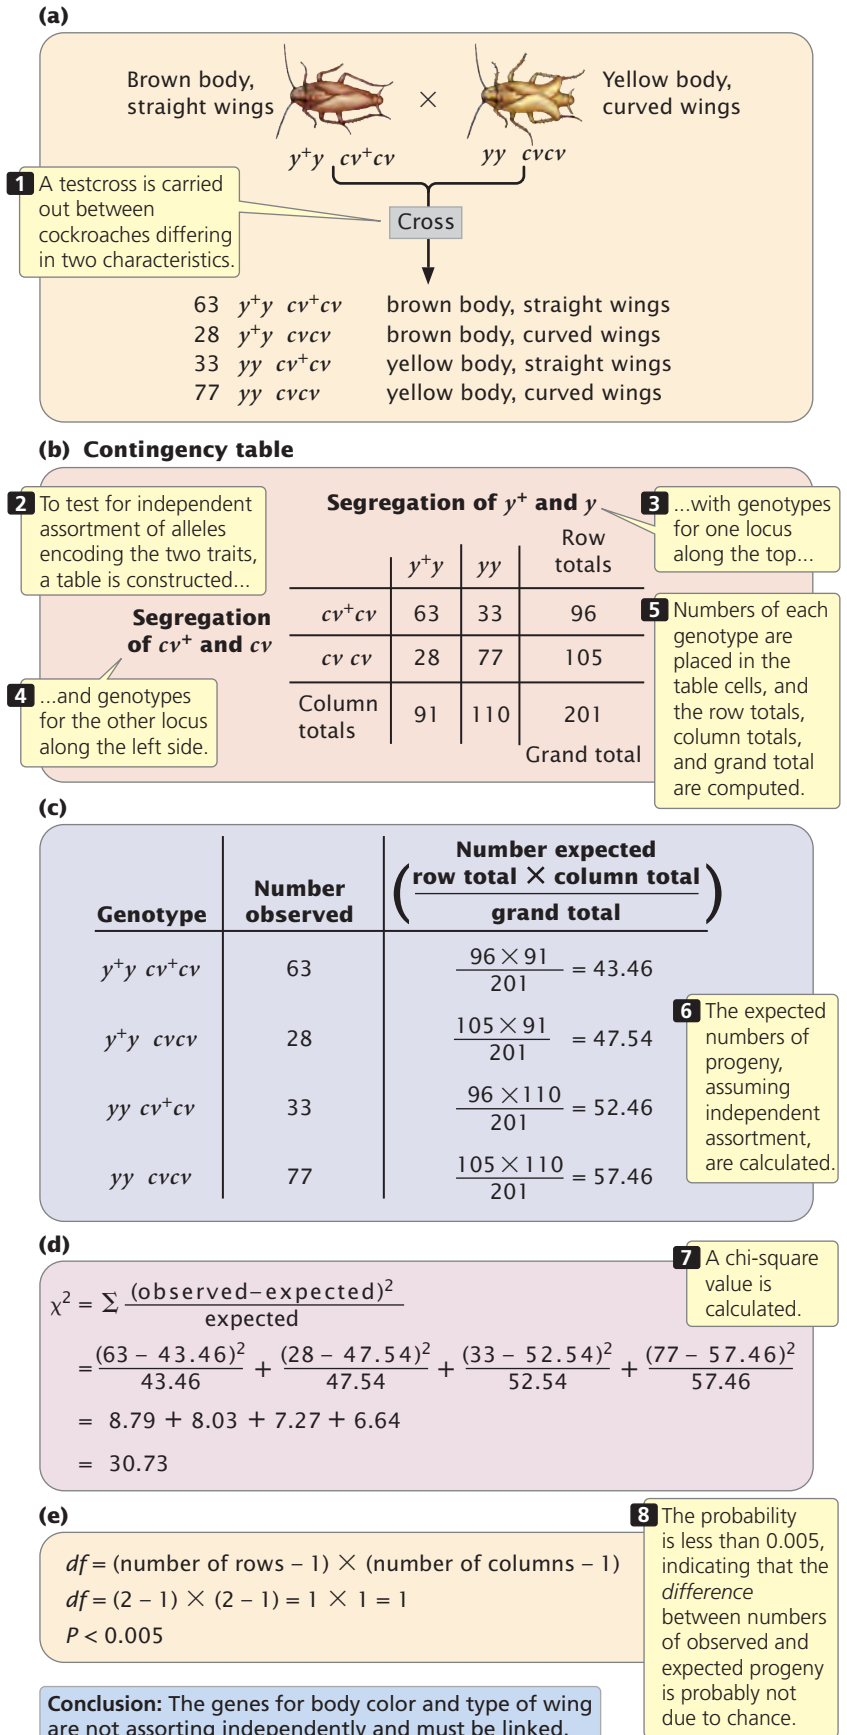 (a)
Brown body,
straight wings
×
Yellow body,
curved wings
y⁺y cv⁺cv
yy cvcv
1 A testcross is carried
out between
cockroaches differing
in two characteristics.
Cross
63 y⁺y cv⁺cv brown body, straight wings
28 y⁺y cvcv brown body, curved wings
33 yy cv⁺cv yellow body, straight wings
77 yy cvcv yellow body, curved wings
(b) Contingency table
2 To test for independent
assortment of alleles
encoding the two traits,
a table is constructed...
Segregation of y⁺ and y
3 ...with genotypes
for one locus
along the top...
Row
y⁺y yy totals
Segregation
of cv⁺ and cv
cv⁺cv 63 33 96
cv cv 28 77 105
Column
totals
91 110 201
Grand total
4 ...and genotypes
for the other locus
along the left side.
5 Numbers of each
genotype are
placed in the
table cells, and
the row totals,
column totals,
and grand total
are computed.
(c)
Genotype
Number
observed
Number expected
(row total × column total
grand total)
y⁺y cv⁺cv 63 96 × 91 = 43.46
201
y⁺y cvcv 28 105 × 91 = 47.54
201
yy cv⁺cv 33 96 × 110 = 52.46
201
yy cvcv 77 105 × 110 = 57.46
201
6 The expected
numbers of
progeny,
assuming
independent
assortment,
are calculated.
(d)
7 A chi-square
value is
calculated.
χ² = Σ (observed–expected)²
expected
= (63 – 43.46)² + (28 – 47.54)² + (33 – 52.54)² + (77 – 57.46)²
43.46 47.54 52.54 57.46
= 8.79 + 8.03 + 7.27 + 6.64
= 30.73
(e)
df = (number of rows – 1) × (number of columns – 1)
df = (2 – 1) × (2 – 1) = 1 × 1 = 1
P < 0.005
8 The probability
is less than 0.005,
indicating that the
difference
between numbers
of observed and
expected progeny
is probably not
due to chance.
Conclusion: The genes for body color and type of wing
are not assorting independently and must be linked.